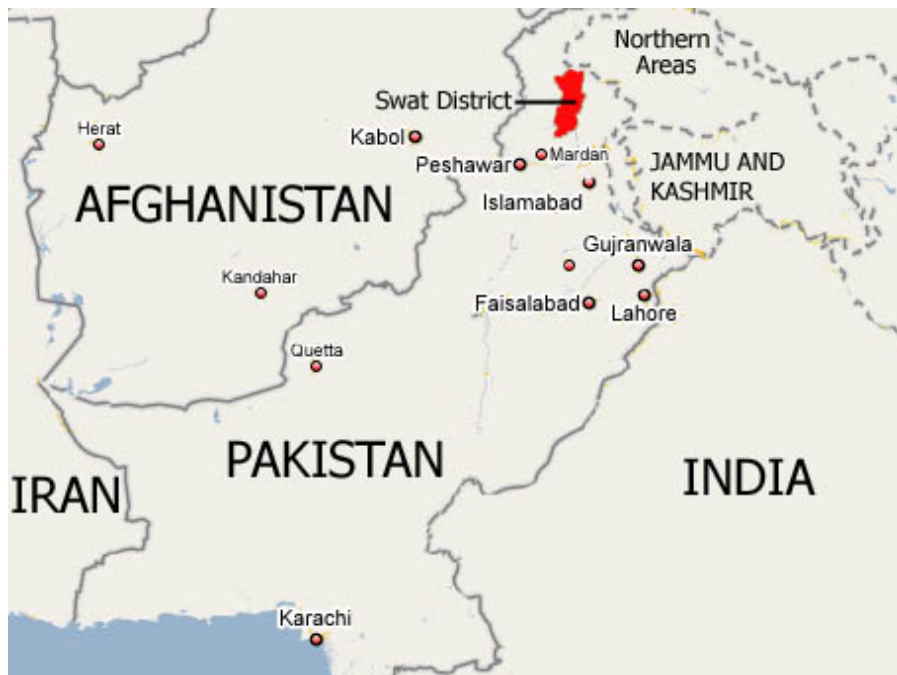 Northern
Areas
Swat District
Herat
Kabol
Mardan
Peshawar
JAMMU AND
KASHMIR
Islamabad
AFGHANISTAN
Gujranwala
Kandahar
Faisalabad
Lahore
Quetta
PAKISTAN
INDIA
IRAN
Karachi